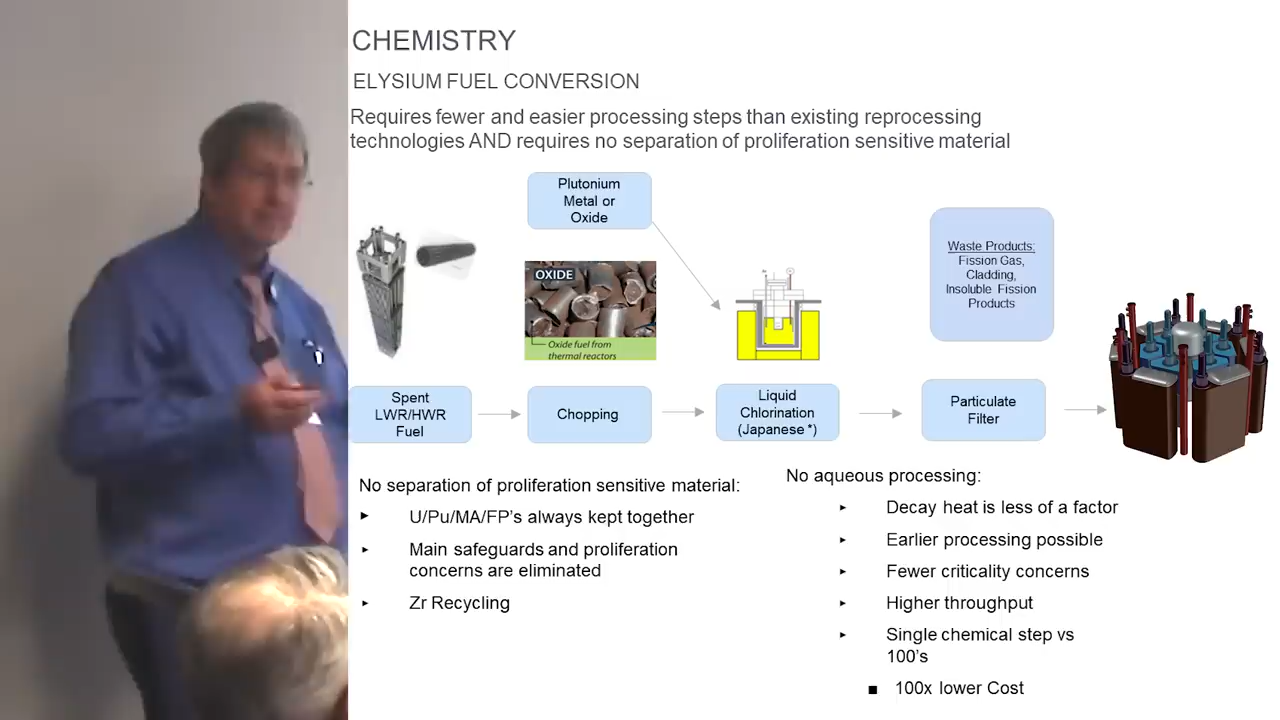 CHEMISTRY
ELYSIUM FUEL CONVERSION
Requires fewer and easier processing steps than existing reprocessing
technologies AND requires no separation of proliferation sensitive material
Plutonium
Metal or
Oxide
Waste Products:
Fission Gas,
Cladding,
Insoluble Fission
Products
OXIDE
Oxide fuel from
thermal reactors
Spent
LWR/HWR
Fuel
Chopping
Liquid
Chlorination
(Japanese*)
Particulate
Filter
No separation of proliferation sensitive material:
U/Pu/MA/FP's always kept together
Main safeguards and proliferation
concerns are eliminated
Zr Recycling
No aqueous processing:
Decay heat is less of a factor
Earlier processing possible
Fewer criticality concerns
Higher throughput
Single chemical step vs
100's
100x lower Cost